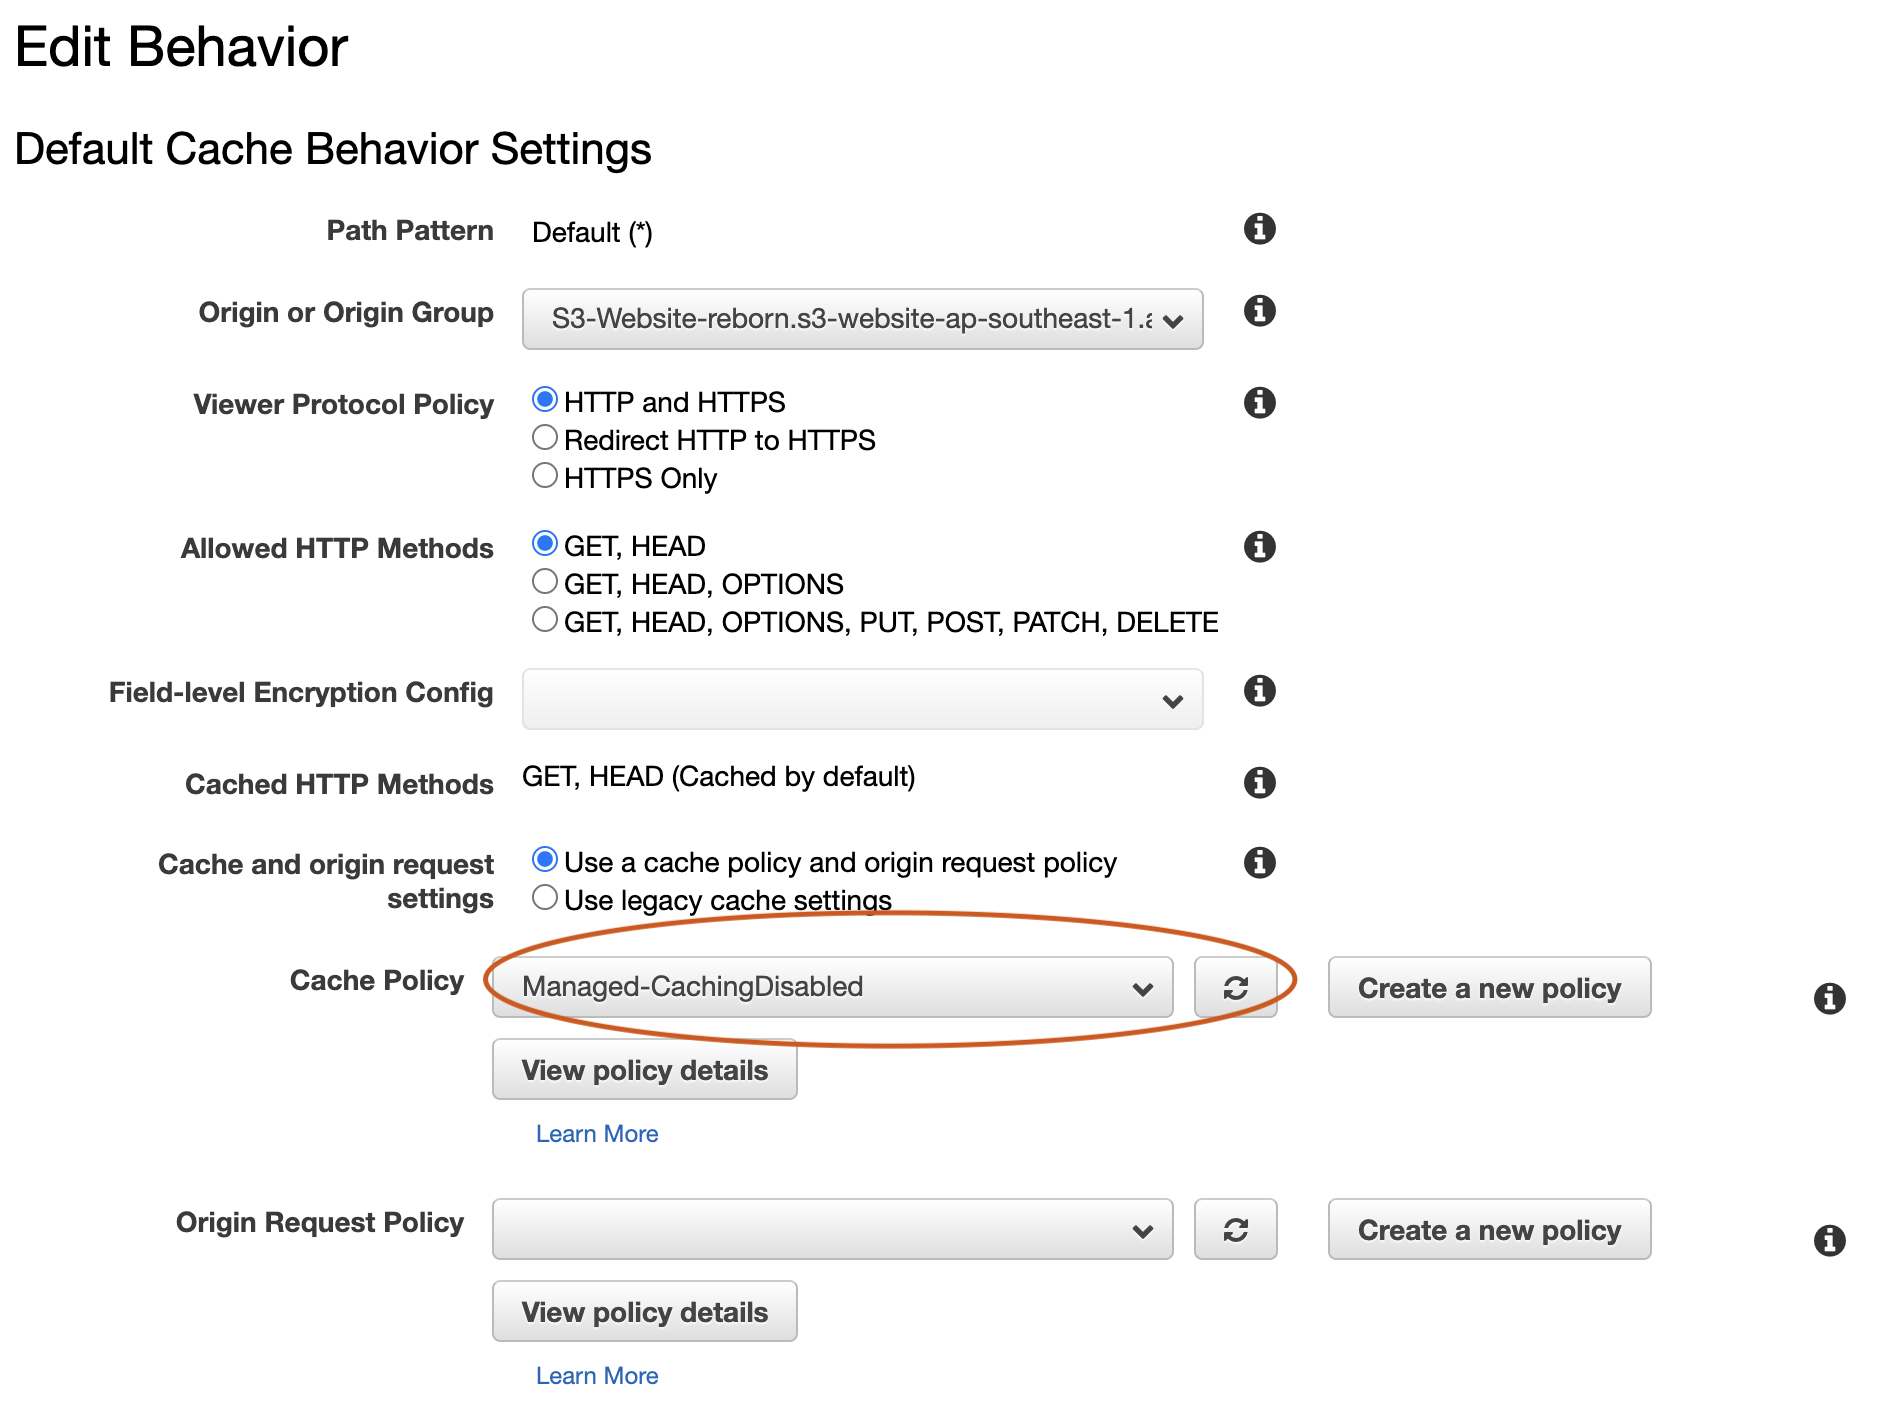 Edit Behavior
Default Cache Behavior Settings
Path Pattern
Default (*)
Origin or Origin Group
S3-Website-reborn.s3-website-ap-southeast-1.a
Viewer Protocol Policy
HTTP and HTTPS
Redirect HTTP to HTTPS
HTTPS Only
Allowed HTTP Methods
GET, HEAD
GET, HEAD, OPTIONS
GET, HEAD, OPTIONS, PUT, POST, PATCH, DELETE
Field-level Encryption Config
Cached HTTP Methods
GET, HEAD (Cached by default)
Cache and origin request
settings
Use a cache policy and origin request policy
Use legacy cache settings
Cache Policy
Managed-CachingDisabled
Create a new policy
View policy details
Learn More
Origin Request Policy
Create a new policy
View policy details
Learn More